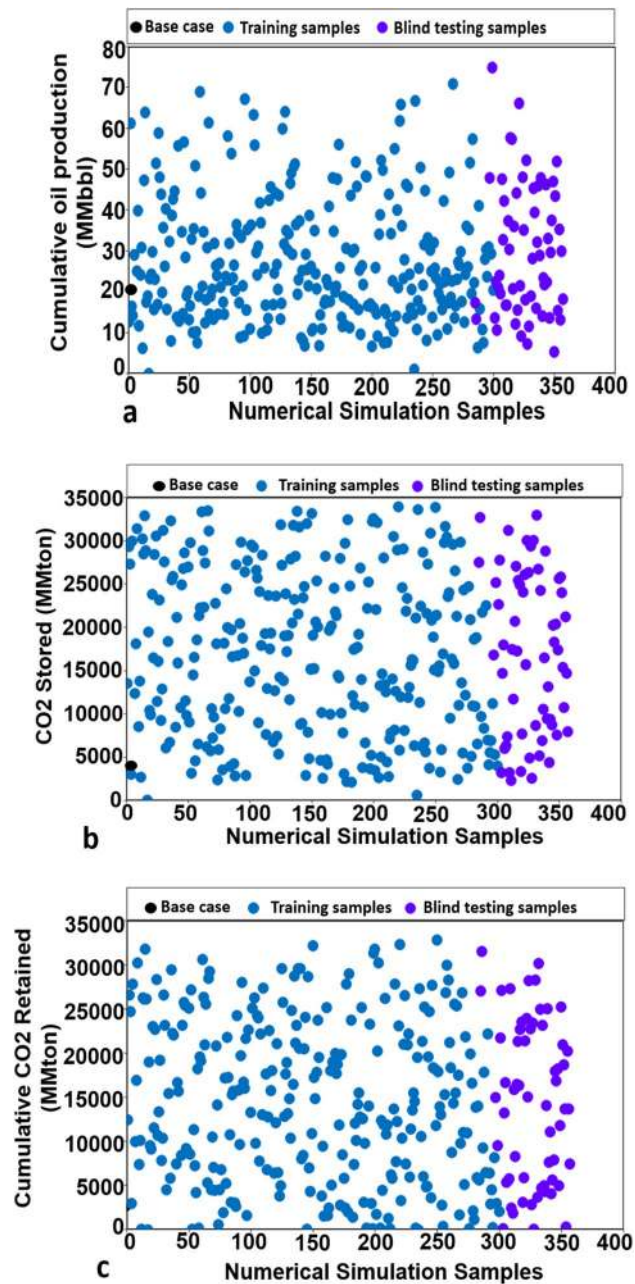 Base case Training samples Blind testing samples
80
70
60
50
40
30
20
10
0
Cumulative oil production
(MMbbl)
0 50 100 150 200 250 300 350 400
a
Numerical Simulation Samples
Base case Training samples Blind testing samples
35000
30000
25000
20000
15000
10000
5000
0
CO2 Stored (MMton)
0 50 100 150 200 250 300 350 400
b
Numerical Simulation Samples
Base case Training samples Blind testing samples
35000
30000
25000
20000
15000
10000
5000
0
Cumulative CO2 Retained
(MMton)
0 50 100 150 200 250 300 350 400
c
Numerical Simulation Samples